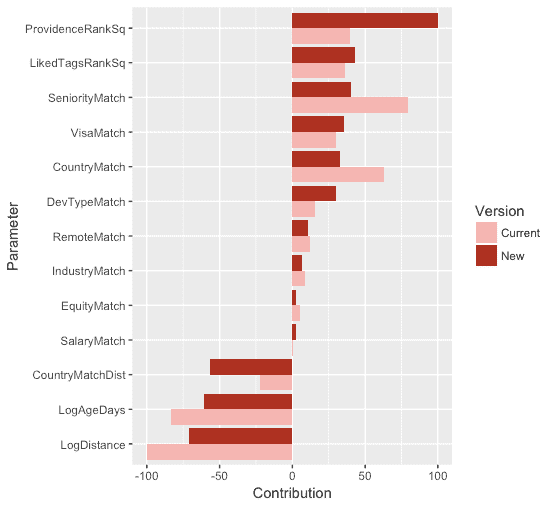 ProvidenceRankSq
LikedTagsRankSq
SeniorityMatch
VisaMatch
CountryMatch
DevTypeMatch
RemoteMatch
IndustryMatch
EquityMatch
SalaryMatch
CountryMatchDist
LogAgeDays
LogDistance
Parameter
-100 -50 0 50 100
Contribution
Version
Current
New